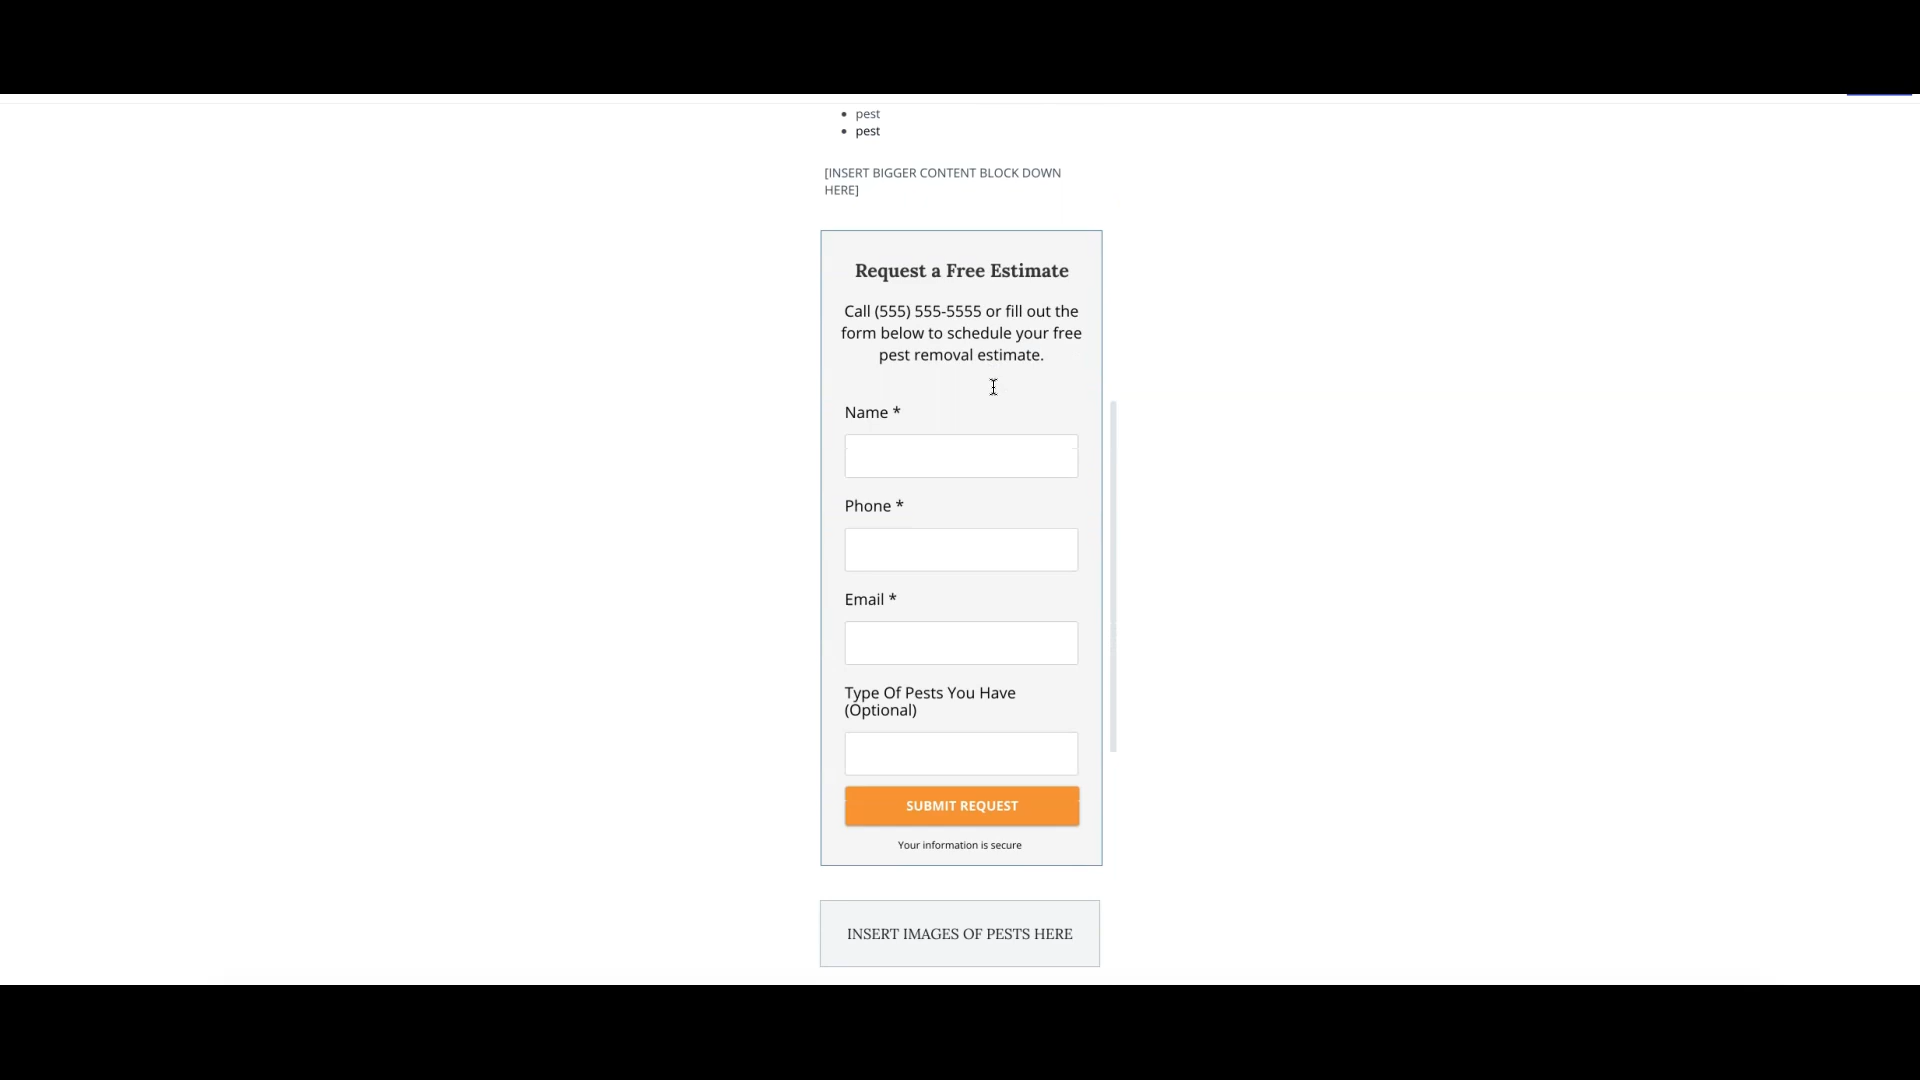 pest
pest
[INSERT BIGGER CONTENT BLOCK DOWN
HERE]
Request a Free Estimate
Call (555) 555-5555 or fill out the
form below to schedule your free
pest removal estimate.
Name *
Phone *
Email *
Type Of Pests You Have
(Optional)
SUBMIT REQUEST
Your information is secure
INSERT IMAGES OF PESTS HERE